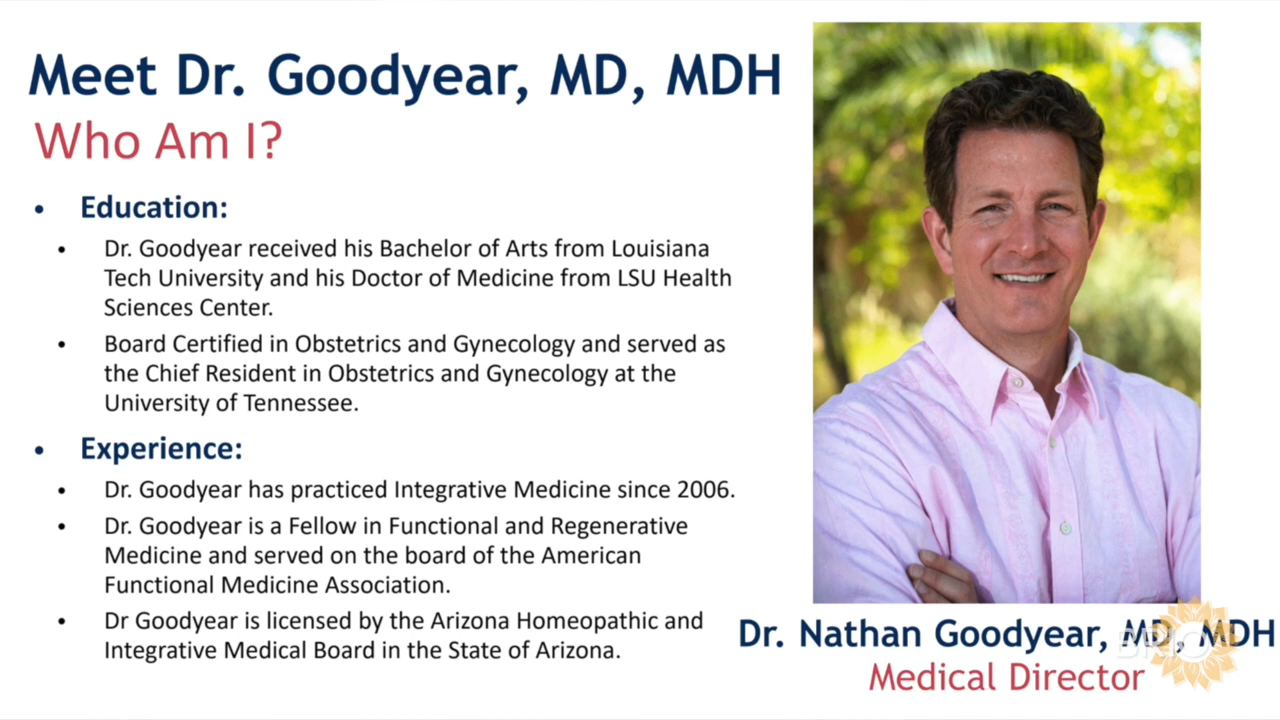 Meet Dr. Goodyear, MD, MDH
Who Am I?
• Education:
• Dr. Goodyear received his Bachelor of Arts from Louisiana
Tech University and his Doctor of Medicine from LSU Health
Sciences Center.
• Board Certified in Obstetrics and Gynecology and served as
the Chief Resident in Obstetrics and Gynecology at the
University of Tennessee.
• Experience:
• Dr. Goodyear has practiced Integrative Medicine since 2006.
• Dr. Goodyear is a Fellow in Functional and Regenerative
Medicine and served on the board of the American
Functional Medicine Association.
• Dr Goodyear is licensed by the Arizona Homeopathic and
Integrative Medical Board in the State of Arizona.
Dr. Nathan Goodyear, MD, MDH
Medical Director
BRIO